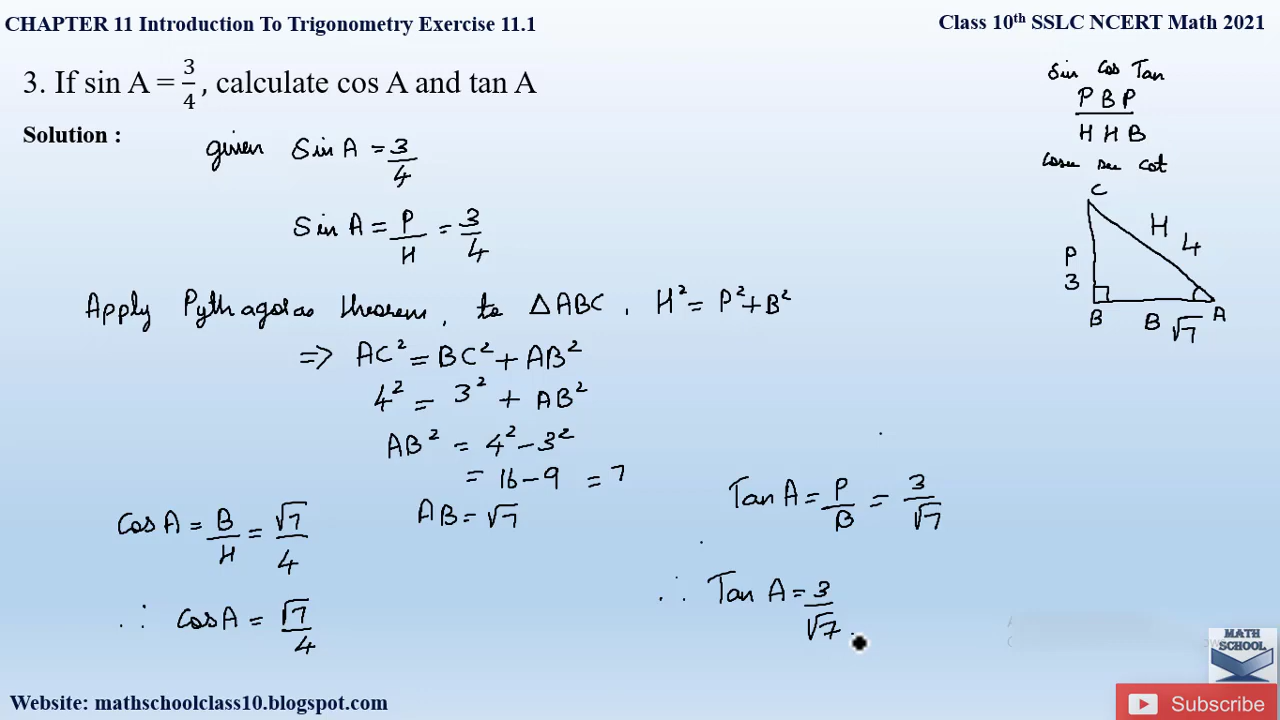 CHAPTER 11 Introduction To Trigonometry Exercise 11.1
Class 10th SSLC NCERT Math 2021
3. If sin A = 3/4, calculate cos A and tan A
Solution :
given Sin A = 3/4
Sin A = P/H = 3/4
Apply Pythagoras theorem, to △ABC, H² = P² + B²
=> AC² = BC² + AB²
4² = 3² + AB²
AB² = 4² - 3²
= 16 - 9 = 7
AB = √7
Cos A = B/H = √7/4
∴ Cos A = √7/4
Tan A = P/B = 3/√7
∴ Tan A = 3/√7
Sin Cos Tan
P B P
H H B
Cosec sec cot
C
H
4
P
3
B
B √7
A
MATH
SCHOOL
Website: mathschoolclass10.blogspot.com
Subscribe